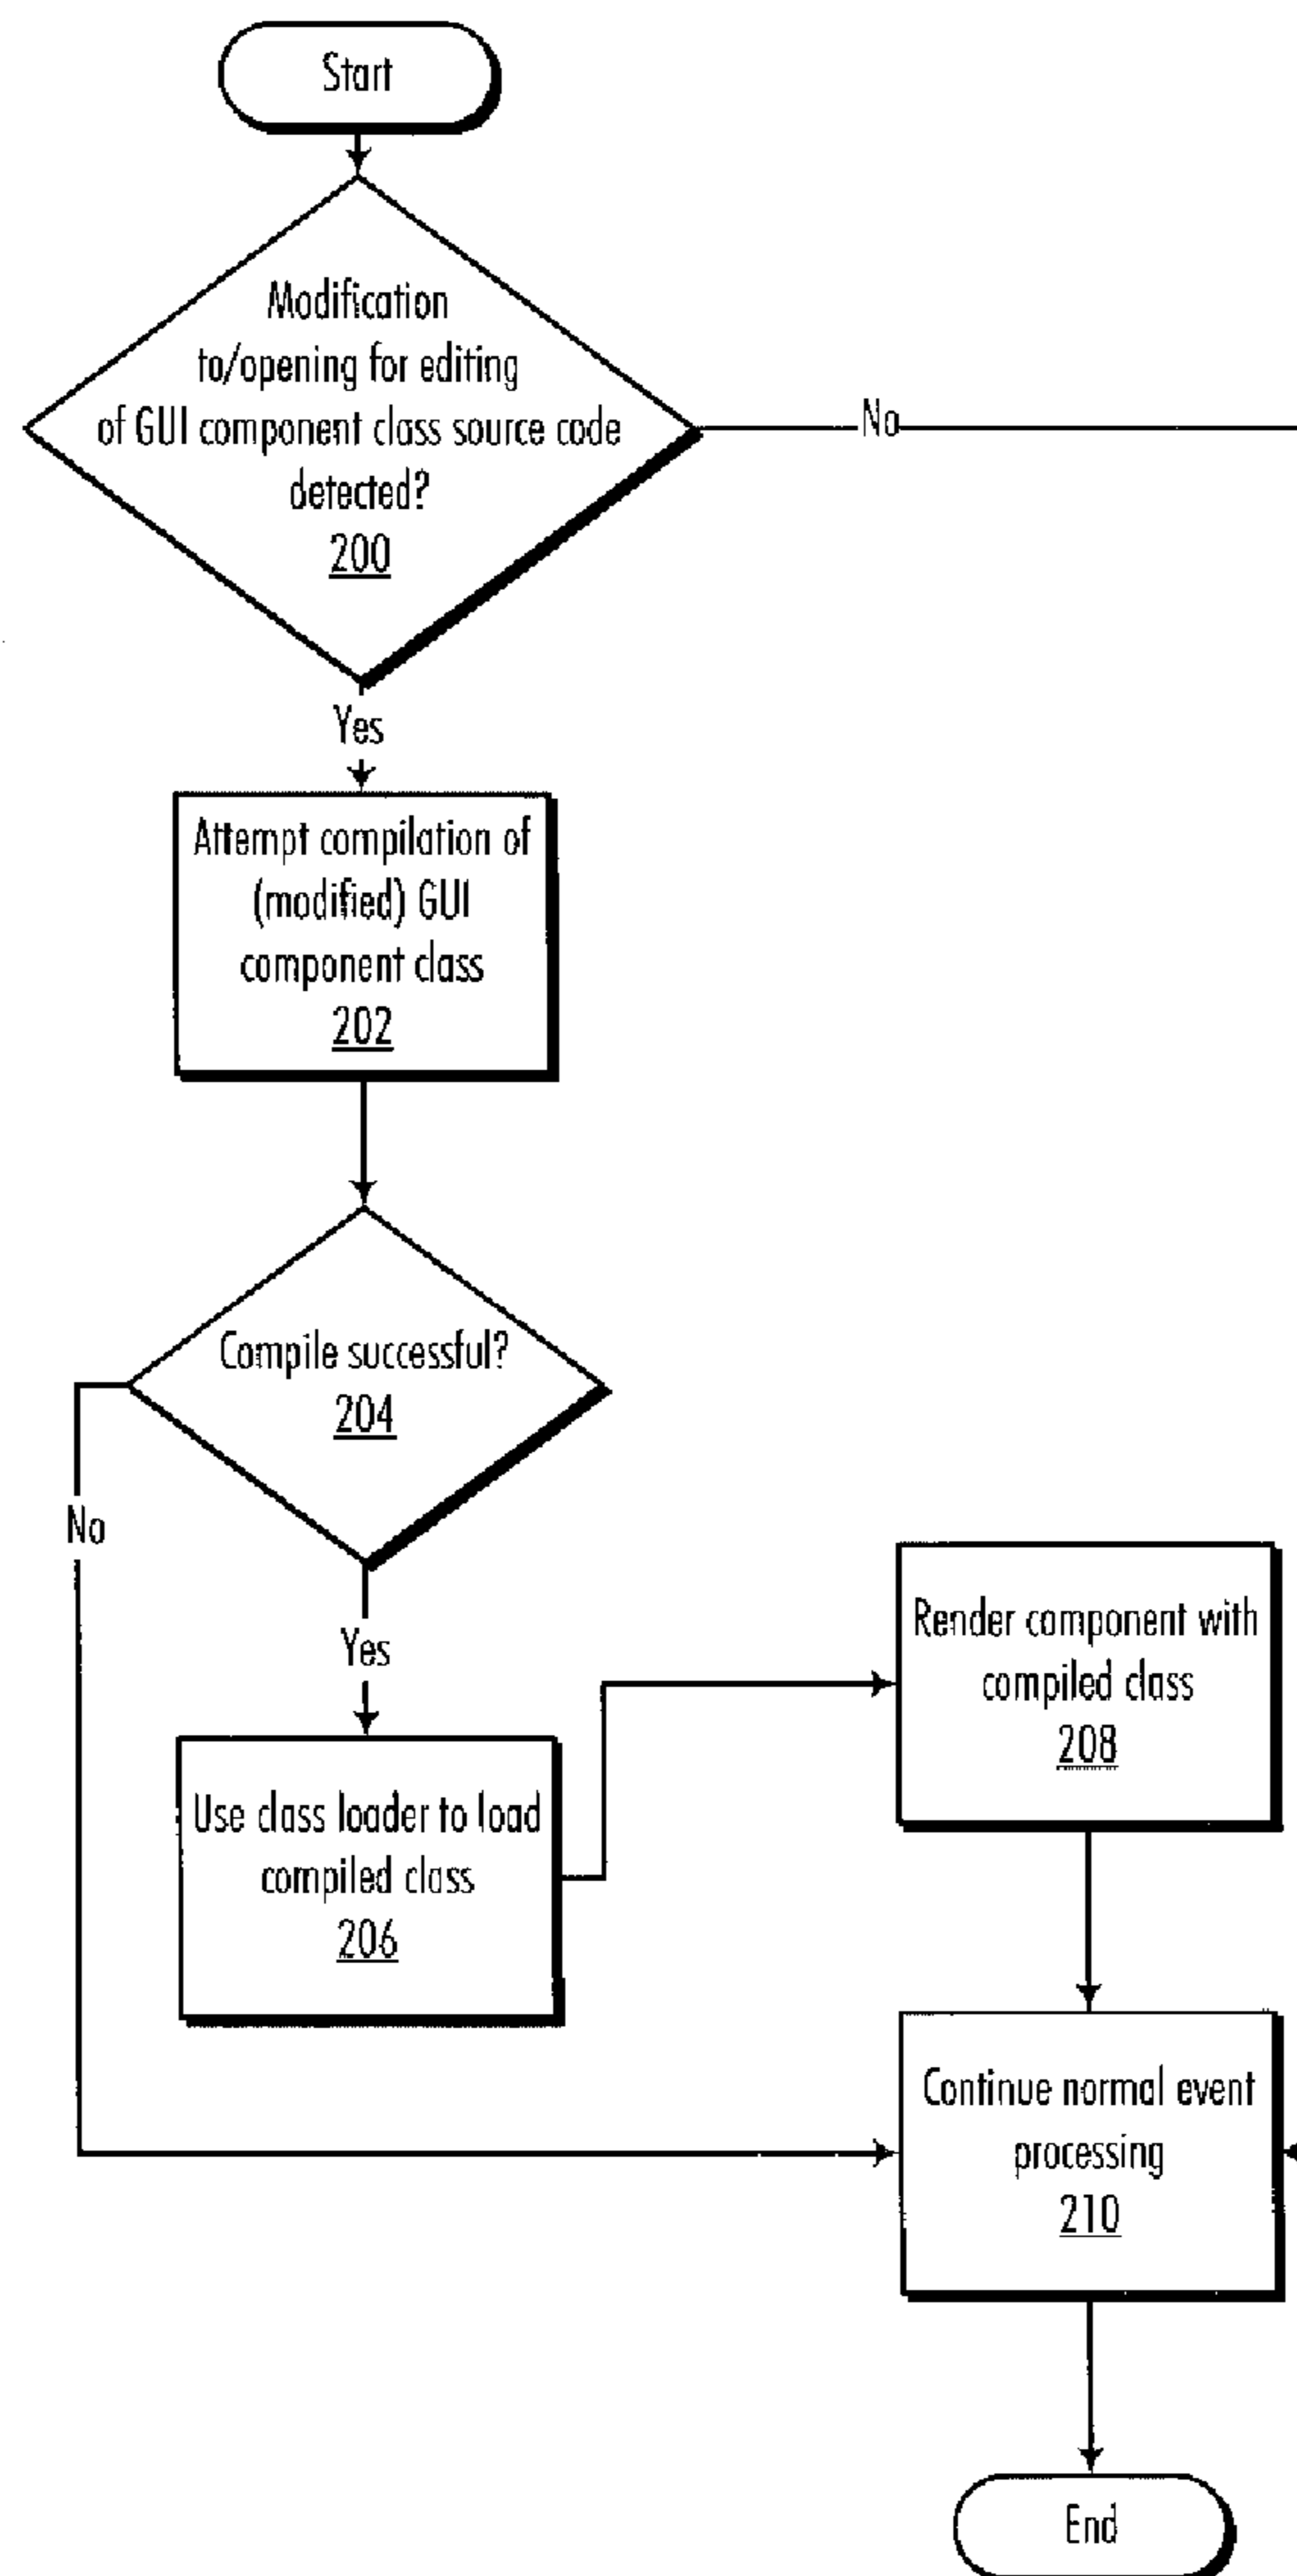 Start
Modification
to/opening for editing
of GUI component class source code
detected?
200
No
Yes
Attempt compilation of
(modified) GUI
component class
202
Compile successful?
204
No
Yes
Use class loader to load
compiled class
206
Render component with
compiled class
208
Continue normal event
processing
210
End